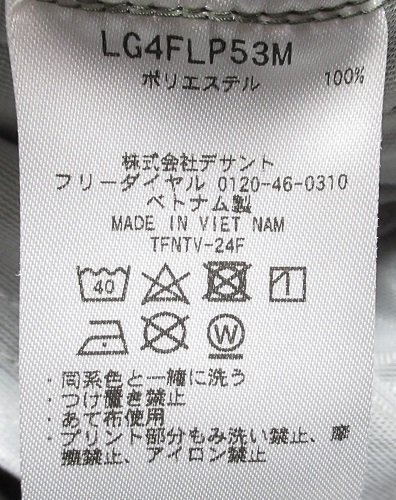 LG4FLP53M
ポリエステル 100%
株式会社デサント
フリーダイヤル 0120-46-0310
ベトナム製
MADE IN VIET NAM
TFNTV-24F
40
W
・同系色と一緒に洗う
・つけ置き禁止
・あて布使用
・プリント部分もみ洗い禁止、摩
擦禁止、アイロン禁止